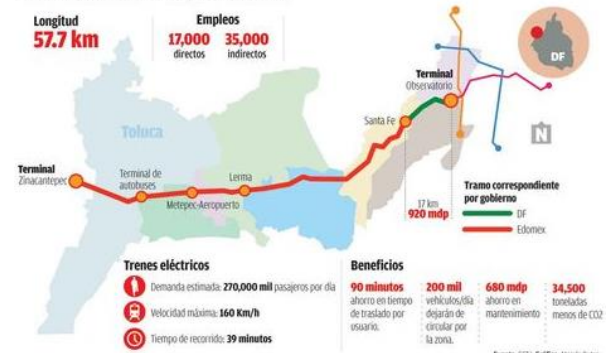 Longitud
57.7 km
Empleos
17,000
directos
35,000
indirectos
DF
Terminal
Observatorio
Santa Fe
N
Toluca
Terminal
Zinacantepec
Terminal de
autobuses
Metepec-Aeropuerto
Lerma
17 km
920 mdp
Tramo correspondiente
por gobierno
DF
Edomex
Trenes eléctricos
Demanda estimada: 270,000 mil pasajeros por día
Velocidad máxima: 160 Km/h
Tiempo de recorrido: 39 minutos
Beneficios
90 minutos
ahorro en tiempo
de traslado por
usuario.
200 mil
vehículos/día
dejarán de
circular por
la zona.
680 mdp
ahorro en
mantenimiento
34,500
toneladas
menos de CO2